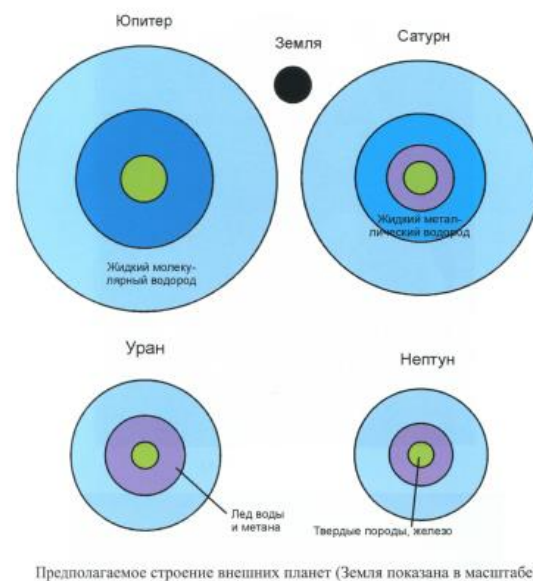 Юпитер
Земля
Сатурн
Жидкий молеку-
лярный водород
Жидкий метал-
лический водород
Уран
Нептун
Лед воды
и метана
Твердые породы, железо
Предполагаемое строение внешних планет (Земля показана в масштабе